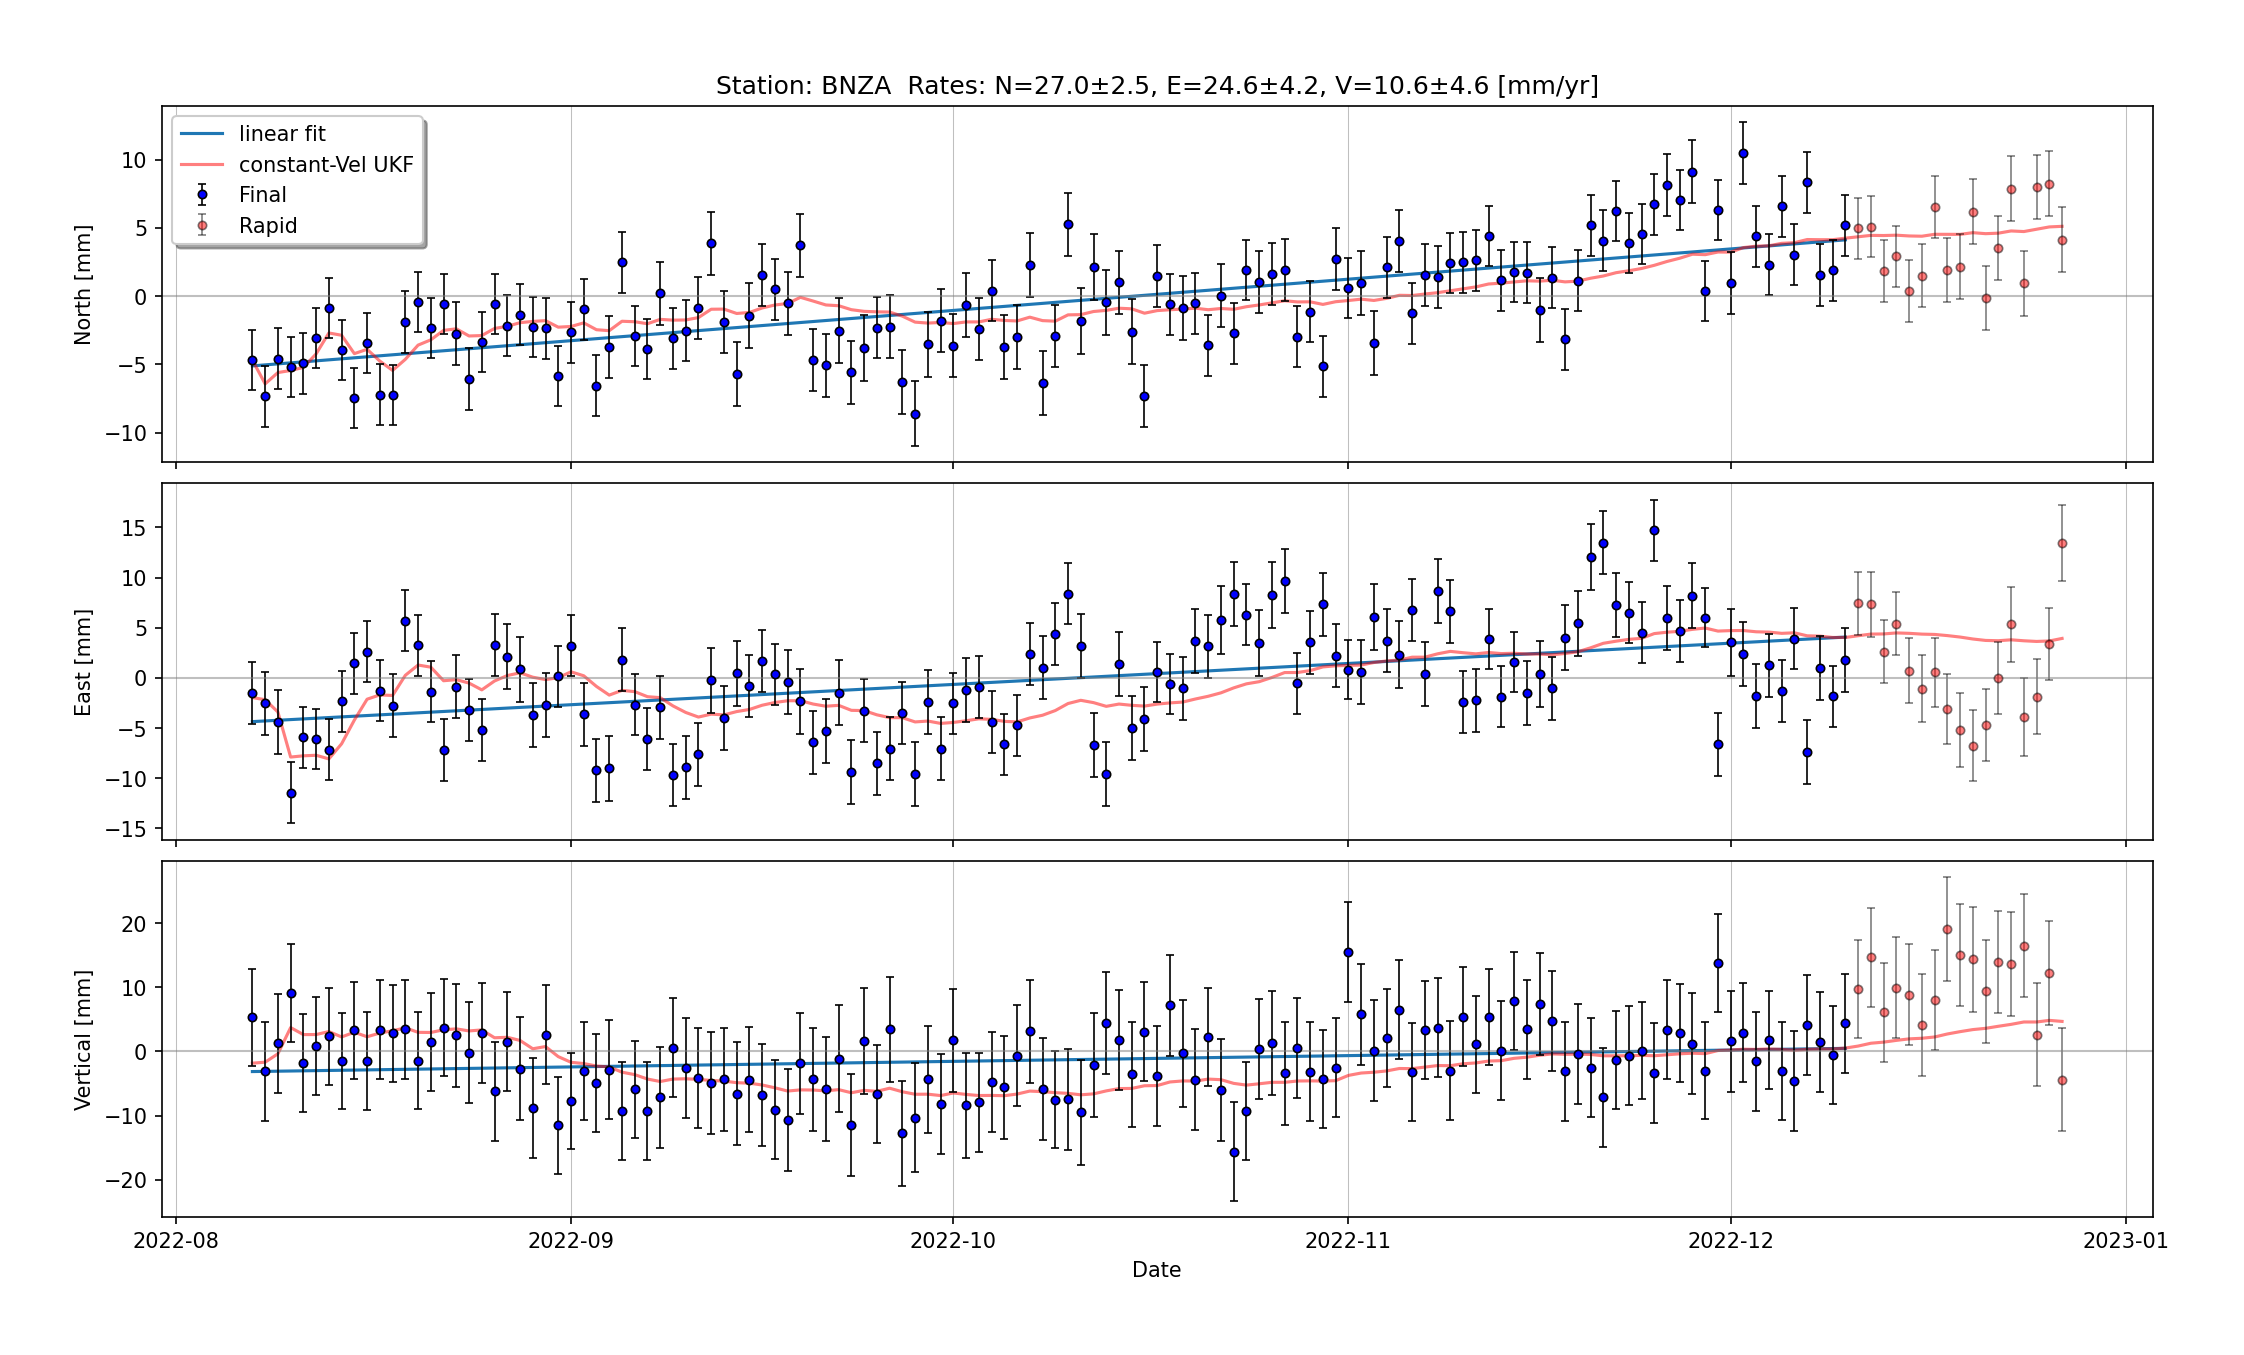 Station: BNZA  Rates: N=27.0±2.5, E=24.6±4.2, V=10.6±4.6 [mm/yr]
linear fit
constant-Vel UKF
Final
Rapid
North [mm]
10
5
0
−5
−10
East [mm]
15
10
5
0
−5
−10
−15
Vertical [mm]
20
10
0
−10
−20
2022-08 2022-09 2022-10 2022-11 2022-12 2023-01
Date